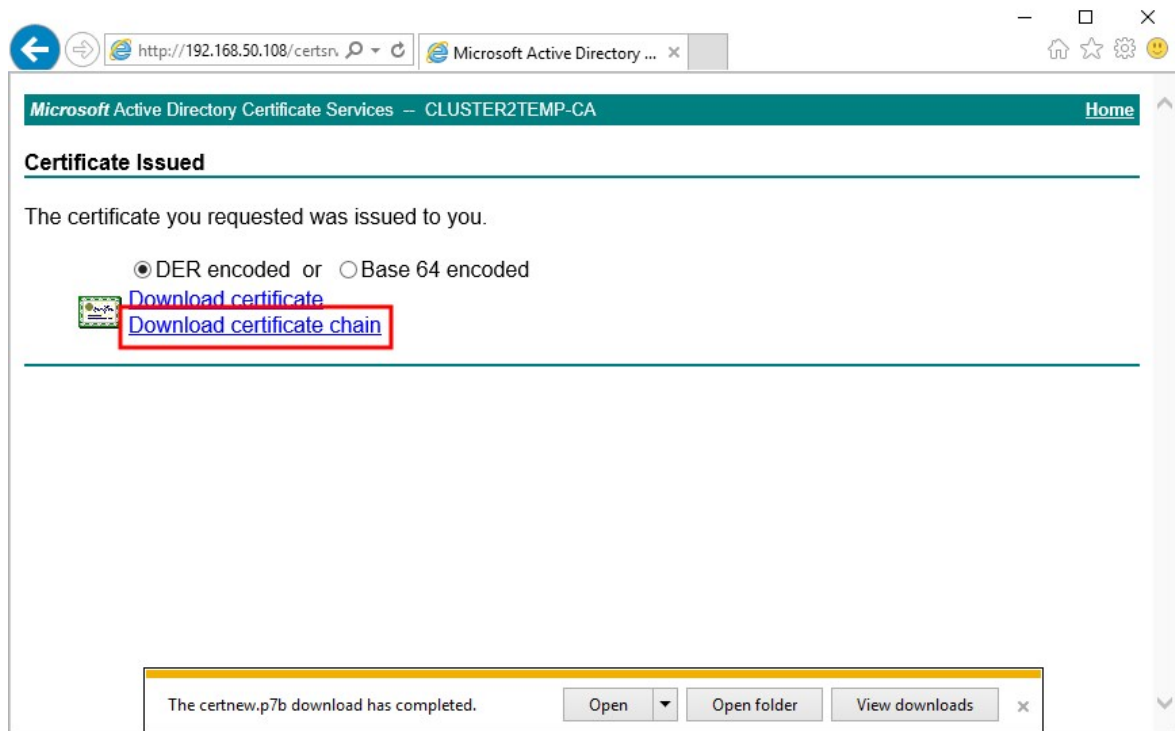 http://192.168.50.108/certsrv
Microsoft Active Directory ...
Microsoft Active Directory Certificate Services -- CLUSTER2TEMP-CA Home
Certificate Issued
The certificate you requested was issued to you.
DER encoded or Base 64 encoded
Download certificate
Download certificate chain
The certnew.p7b download has completed. Open Open folder View downloads